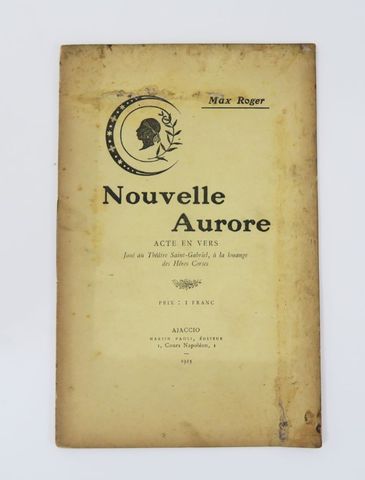 Max Roger
Nouvelle
Aurore
ACTE EN VERS
Joué au Théâtre Saint-Gabriel, à la louange
des Héros Corses
PRIX : 1 FRANC
AJACCIO
MARTIN PAOLI, ÉDITEUR
1, Cours Napoléon, 1
1925